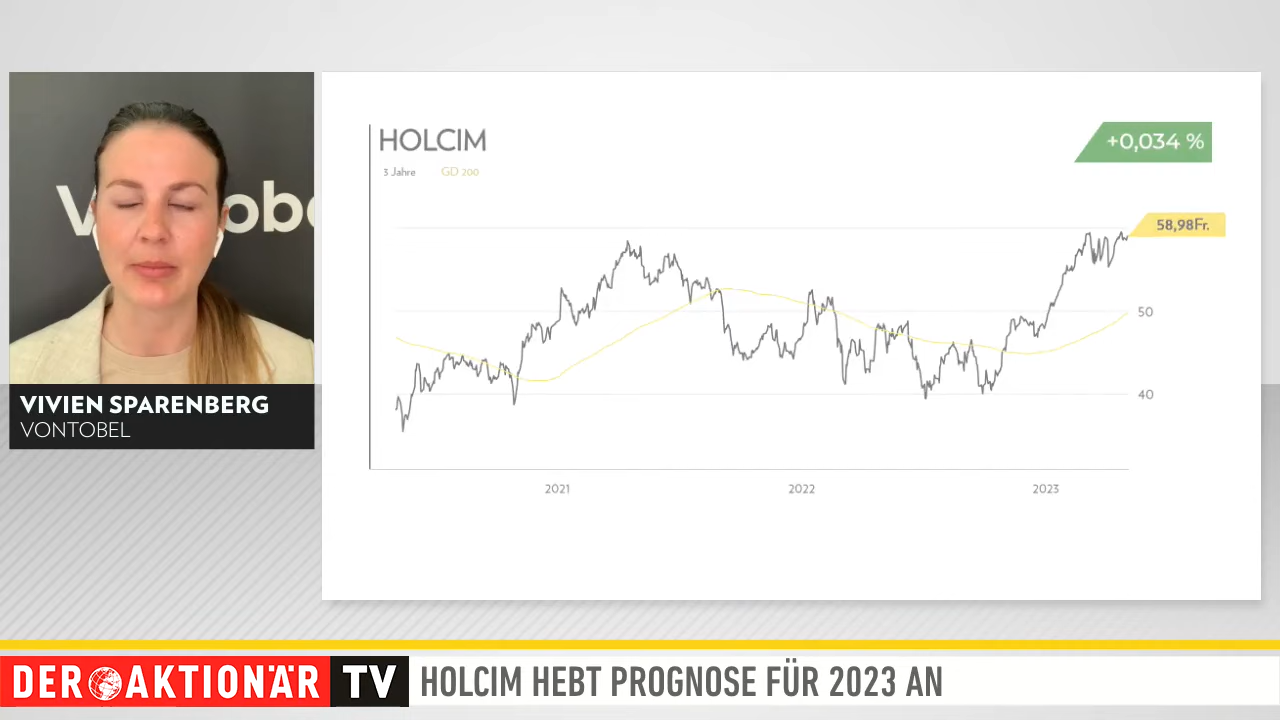 HOLCIM
+0,034 %
3 Jahre GD 200
58,98Fr.
50
40
2021 2022 2023
VIVIEN SPARENBERG
VONTOBEL
DER AKTIONÄR TV
HOLCIM HEBT PROGNOSE FÜR 2023 AN